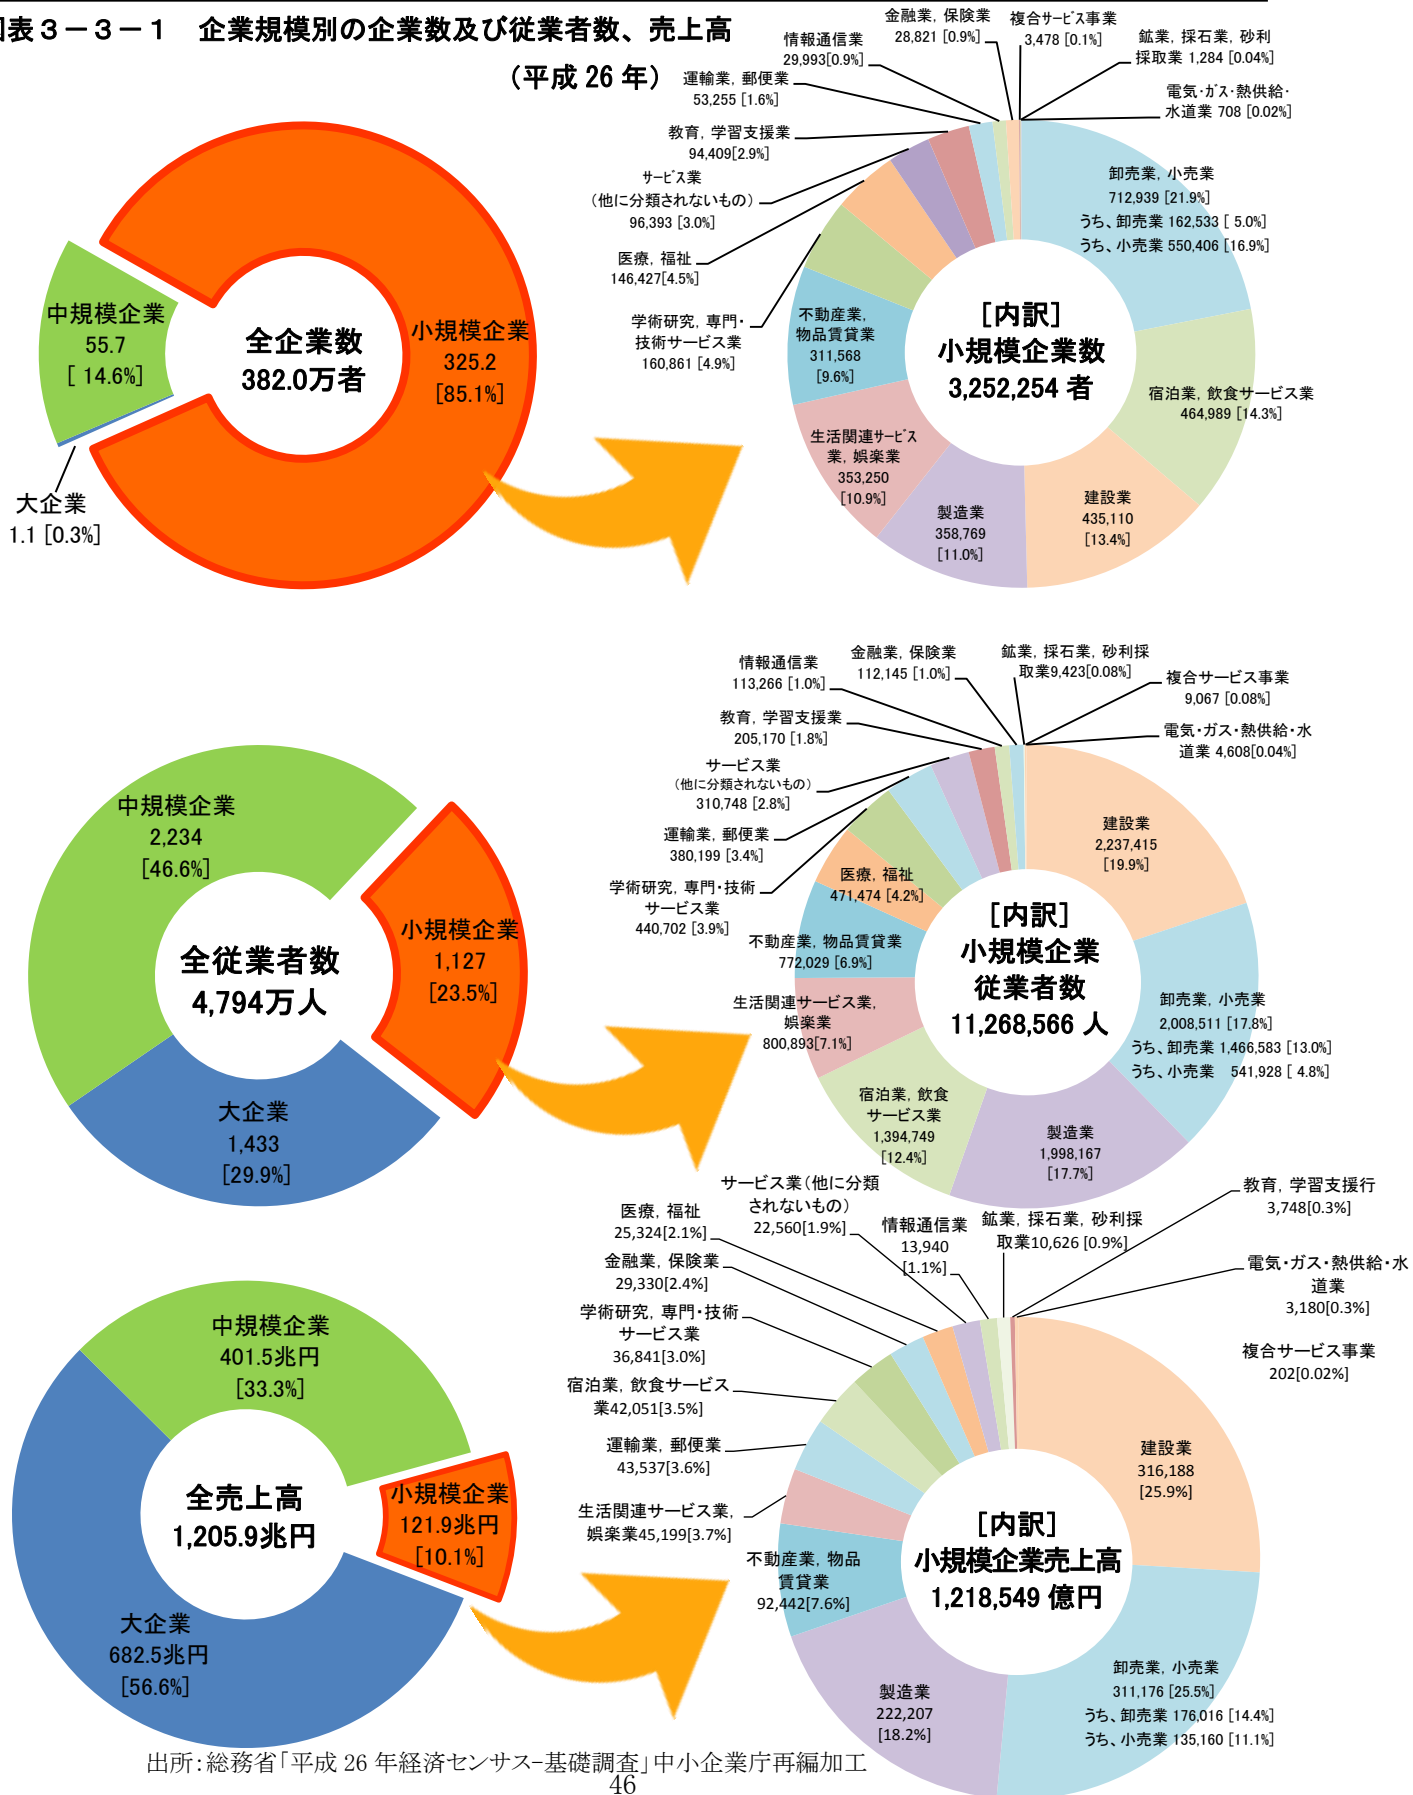 図表３－３－１　企業規模別の企業数及び従業者数、売上高
（平成 26 年）
中規模企業
55.7
[ 14.6%]
全企業数
382.0万者
小規模企業
325.2
[85.1%]
大企業
1.1 [0.3%]
金融業, 保険業
28,821 [0.9%]
複合サービス事業
3,478 [0.1%]
鉱業, 採石業, 砂利
採取業 1,284 [0.04%]
情報通信業
29,993[0.9%]
運輸業, 郵便業
53,255 [1.6%]
電気・ガス・熱供給・
水道業 708 [0.02%]
教育, 学習支援業
94,409[2.9%]
サービス業
（他に分類されないもの）
96,393 [3.0%]
医療, 福祉
146,427[4.5%]
学術研究, 専門・
技術サービス業
160,861 [4.9%]
卸売業, 小売業
712,939 [21.9%]
うち、卸売業 162,533 [ 5.0%]
うち、小売業 550,406 [16.9%]
不動産業,
物品賃貸業
311,568
[9.6%]
［内訳］
小規模企業数
3,252,254 者
宿泊業, 飲食サービス業
464,989 [14.3%]
生活関連サービス
業, 娯楽業
353,250
[10.9%]
製造業
358,769
[11.0%]
建設業
435,110
[13.4%]
中規模企業
2,234
[46.6%]
全従業者数
4,794万人
小規模企業
1,127
[23.5%]
大企業
1,433
[29.9%]
情報通信業
113,266 [1.0%]
金融業, 保険業
112,145 [1.0%]
鉱業, 採石業, 砂利採
取業9,423[0.08%]
複合サービス事業
9,067 [0.08%]
教育, 学習支援業
205,170 [1.8%]
電気・ガス・熱供給・水
道業 4,608[0.04%]
サービス業
（他に分類されないもの）
310,748 [2.8%]
運輸業, 郵便業
380,199 [3.4%]
学術研究, 専門・技術
サービス業
440,702 [3.9%]
医療, 福祉
471,474 [4.2%]
建設業
2,237,415
[19.9%]
不動産業, 物品賃貸業
772,029 [6.9%]
［内訳］
小規模企業
従業者数
11,268,566 人
生活関連サービス業,
娯楽業
800,893[7.1%]
卸売業, 小売業
2,008,511 [17.8%]
うち、卸売業 1,466,583 [13.0%]
うち、小売業　541,928 [ 4.8%]
宿泊業, 飲食
サービス業
1,394,749
[12.4%]
製造業
1,998,167
[17.7%]
中規模企業
401.5兆円
[33.3%]
全売上高
1,205.9兆円
小規模企業
121.9兆円
[10.1%]
大企業
682.5兆円
[56.6%]
サービス業（他に分類
されないもの）
22,560[1.9%]
医療, 福祉
25,324[2.1%]
情報通信業
13,940
[1.1%]
鉱業, 採石業, 砂利採
取業10,626 [0.9%]
教育, 学習支援行
3,748[0.3%]
金融業, 保険業
29,330[2.4%]
電気・ガス・熱供給・水
道業
3,180[0.3%]
学術研究, 専門・技術
サービス業
36,841[3.0%]
複合サービス事業
202[0.02%]
宿泊業, 飲食サービス
業42,051[3.5%]
運輸業, 郵便業
43,537[3.6%]
生活関連サービス業,
娯楽業45,199[3.7%]
不動産業, 物品
賃貸業
92,442[7.6%]
建設業
316,188
[25.9%]
［内訳］
小規模企業売上高
1,218,549 億円
製造業
222,207
[18.2%]
卸売業, 小売業
311,176 [25.5%]
うち、卸売業 176,016 [14.4%]
うち、小売業 135,160 [11.1%]
出所：総務省「平成 26 年経済センサス－基礎調査」中小企業庁再編加工
46